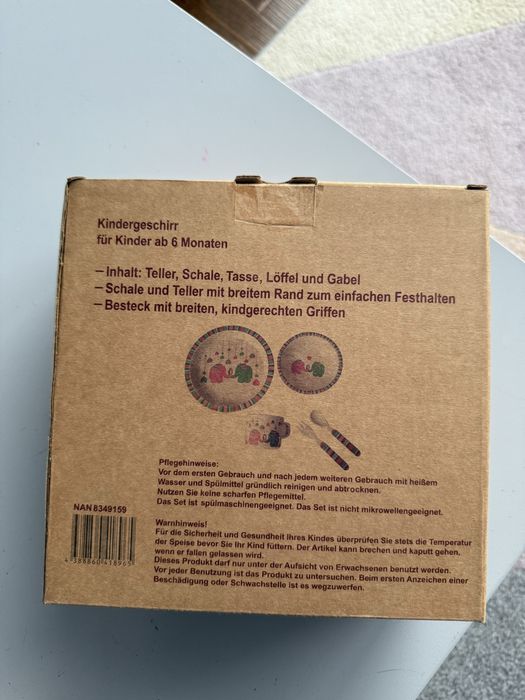 Kindergeschirr
für Kinder ab 6 Monaten
– Inhalt: Teller, Schale, Tasse, Löffel und Gabel
– Schale und Teller mit breitem Rand zum einfachen Festhalten
– Besteck mit breiten, kindgerechten Griffen
Pflegehinweise:
Vor dem ersten Gebrauch und nach jedem weiteren Gebrauch mit heißem
Wasser und Spülmittel gründlich reinigen und abtrocknen.
Nutzen Sie keine scharfen Pflegemittel.
Das Set ist spülmaschinengeeignet. Das Set ist nicht mikrowellengeeignet.
Warnhinweis!
Für die Sicherheit und Gesundheit Ihres Kindes überprüfen Sie stets die Temperatur
der Speise bevor Sie Ihr Kind füttern. Der Artikel kann brechen und kaputt gehen,
wenn er fallen gelassen wird.
Dieses Produkt darf nur unter der Aufsicht von Erwachsenen benutzt werden.
Vor jeder Benutzung ist das Produkt zu untersuchen. Beim ersten Anzeichen einer
Beschädigung oder Schwachstelle ist es wegzuwerfen.
NAN 8349159
4 388860 418965